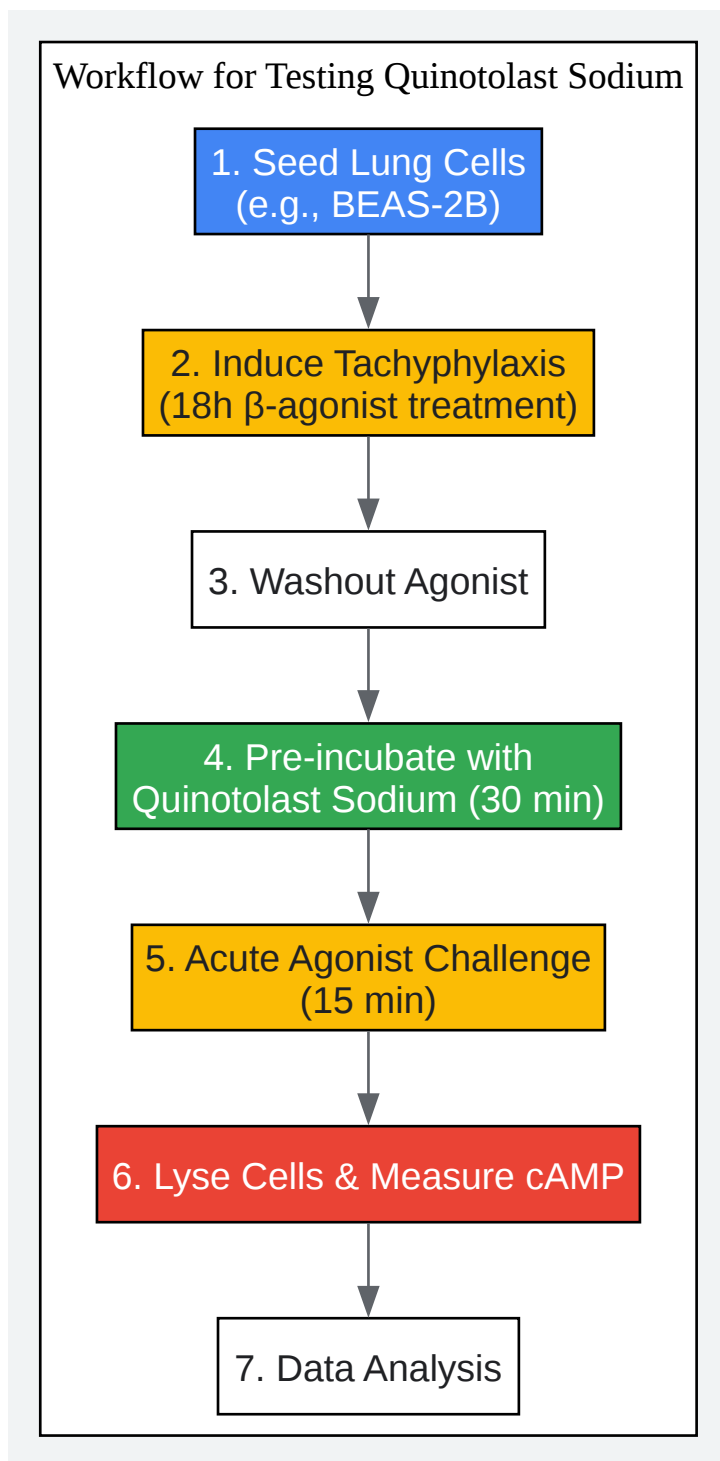 Workflow for Testing Quinotolast Sodium
1. Seed Lung Cells
(e.g., BEAS-2B)
2. Induce Tachyphylaxis
(18h β-agonist treatment)
3. Washout Agonist
4. Pre-incubate with
Quinotolast Sodium (30 min)
5. Acute Agonist Challenge
(15 min)
6. Lyse Cells & Measure cAMP
7. Data Analysis